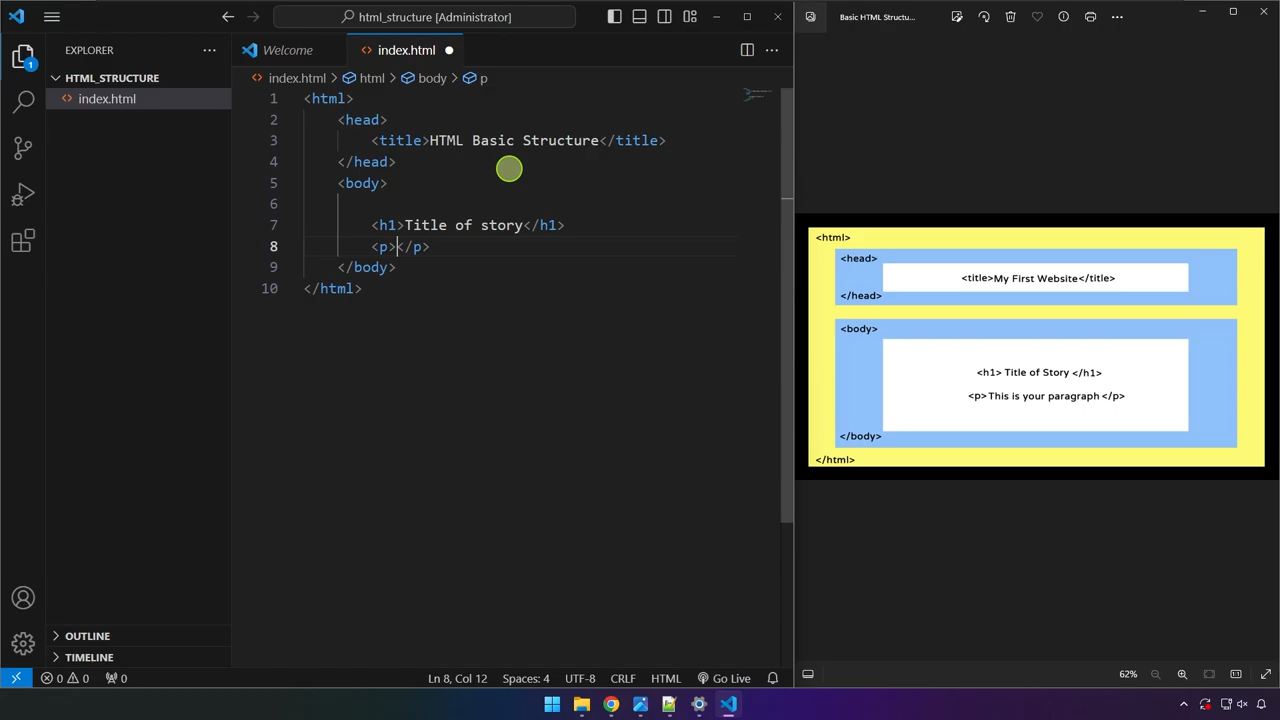 html_structure [Administrator]
Basic HTML Structu...
EXPLORER
Welcome
index.html
HTML_STRUCTURE
index.html > html > body > p
index.html
1 <html>
2 <head>
3 <title>HTML Basic Structure</title>
4 </head>
5 <body>
6
7 <h1>Title of story</h1>
8 <p></p>
9 </body>
10 </html>
<html>
<head>
<title>My First Website</title>
</head>
<body>
<h1> Title of Story </h1>
<p> This is your paragraph </p>
</body>
</html>
1
OUTLINE
TIMELINE
0 0 0 Ln 8, Col 12 Spaces: 4 UTF-8 CRLF HTML Go Live
62%